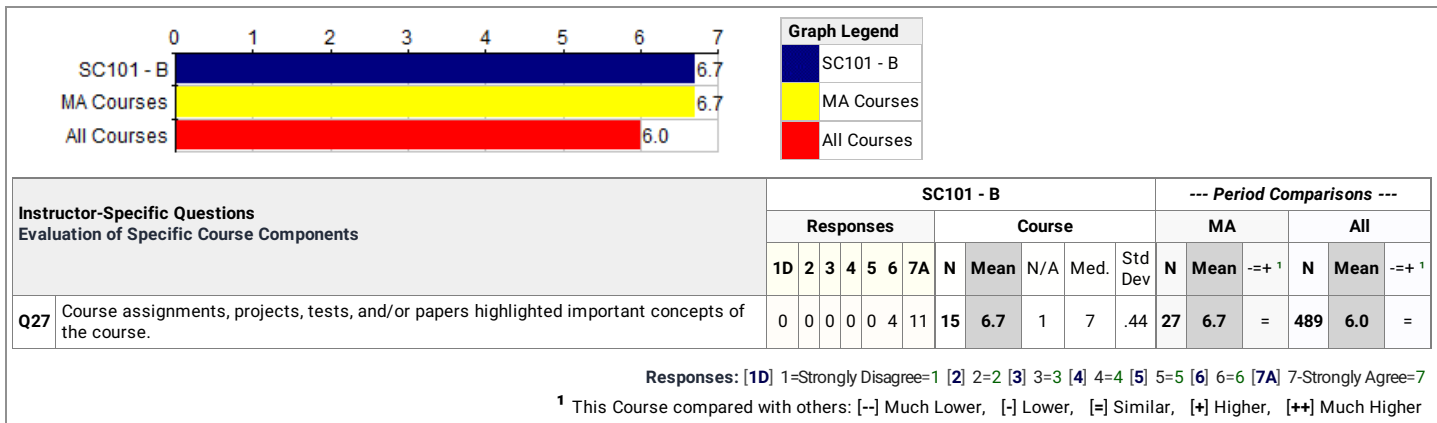 0 1 2 3 4 5 6 7
SC101 - B 6.7
MA Courses 6.7
All Courses 6.0
Graph Legend
SC101 - B
MA Courses
All Courses
Instructor-Specific Questions
Evaluation of Specific Course Components
SC101 - B --- Period Comparisons ---
Responses Course MA All
1D 2 3 4 5 6 7A N Mean N/A Med. Std Dev N Mean -=+ ¹ N Mean -=+ ¹
Q27 Course assignments, projects, tests, and/or papers highlighted important concepts of
the course.
0 0 0 0 0 4 11 15 6.7 1 7 .44 27 6.7 = 489 6.0 =
Responses: [1D] 1=Strongly Disagree=1 [2] 2=2 [3] 3=3 [4] 4=4 [5] 5=5 [6] 6=6 [7A] 7-Strongly Agree=7
¹ This Course compared with others: [--] Much Lower, [-] Lower, [=] Similar, [+] Higher, [++] Much Higher